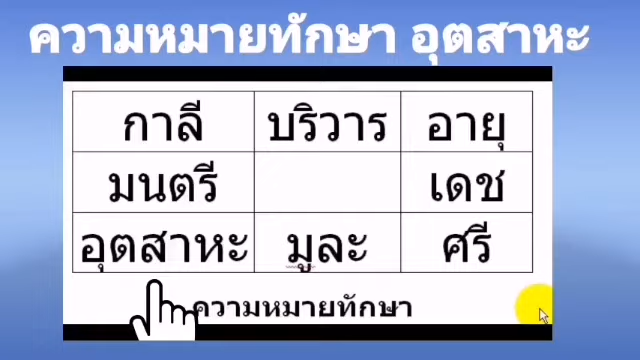 ความหมายทักษา อุตสาหะ
กาลี บริวาร อายุ
มนตรี เดช
อุตสาหะ มูละ ศรี
ความหมายทักษา